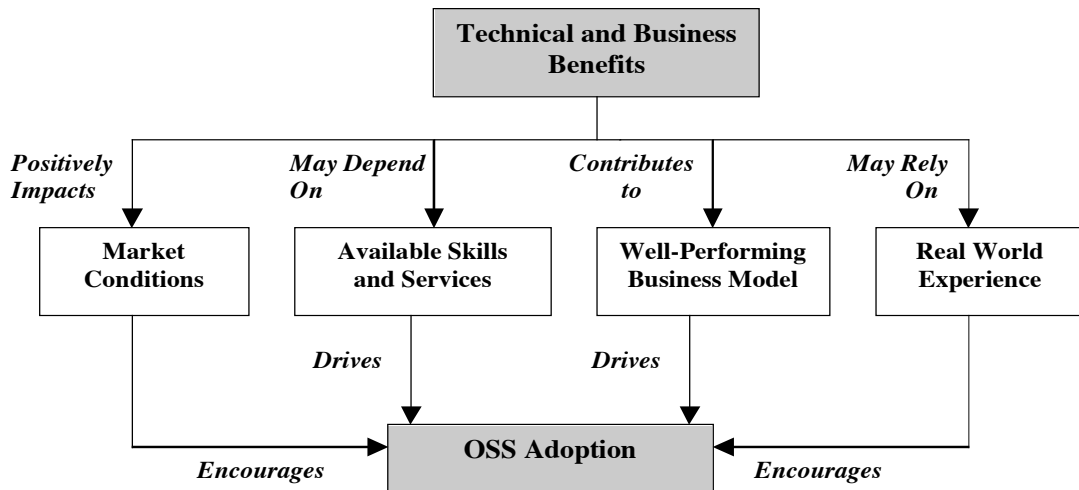 Technical and Business
Benefits
Positively
Impacts
May Depend
On
Contributes
to
May Rely
On
Market
Conditions
Available Skills
and Services
Well-Performing
Business Model
Real World
Experience
Drives
Drives
OSS Adoption
Encourages
Encourages